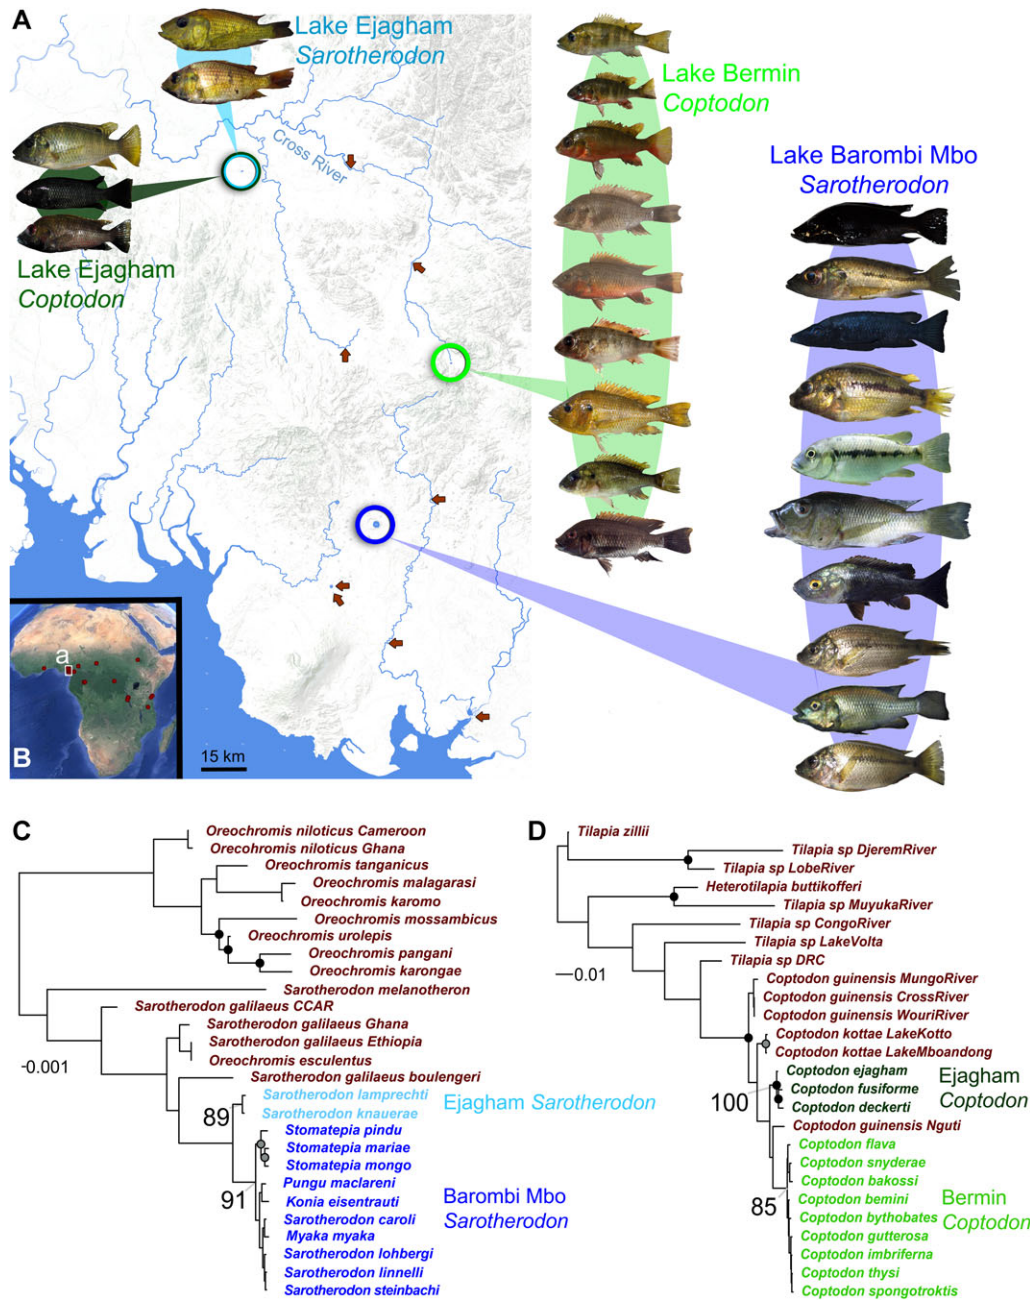 A
Lake Ejagham
Sarotherodon
Cross River
Lake Ejagham
Coptodon
Lake Bermin
Coptodon
Lake Barombi Mbo
Sarotherodon
a
B
15 km
C
Oreochromis niloticus Cameroon
Orecohromis niloticus Ghana
Oreochromis tanganicus
Oreochromis malagarasi
Oreochromis karomo
Oreochromis mossambicus
Oreochromis urolepis
Oreochromis pangani
Oreochromis karongae
Sarotherodon melanotheron
Sarotherodon galilaeus CCAR
Sarotherodon galilaeus Ghana
Sarotherodon galilaeus Ethiopia
Oreochromis esculentus
0.001
Sarotherodon galilaeus boulengeri
Sarotherodon lamprechti
Sarotherodon knauerae
89
Ejagham Sarotherodon
Stomatepia pindu
Stomatepia mariae
Stomatepia mongo
Pungu maclareni
Konia eisentrauti
91
Sarotherodon caroli
Myaka myaka
Sarotherodon lohbergi
Sarotherodon linnelli
Sarotherodon steinbachi
Barombi Mbo
Sarotherodon
D
Tilapia zillii
Tilapia sp DjeremRiver
Tilapia sp LobeRiver
Heterotilapia buttikofferi
Tilapia sp MuyukaRiver
Tilapia sp CongoRiver
Tilapia sp LakeVolta
Tilapia sp DRC
0.01
Coptodon guinensis MungoRiver
Coptodon guinensis CrossRiver
Coptodon guinensis WouriRiver
Coptodon kottae LakeKotto
Coptodon kottae LakeMboandong
Coptodon ejagham
Coptodon fusiforme
Coptodon deckerti
100
Ejagham
Coptodon
Coptodon guinensis Nguti
Coptodon flava
Coptodon snyderae
Coptodon bakossi
Coptodon bemini
Coptodon bythobates
Coptodon gutterosa
Coptodon imbriferna
Coptodon thysi
Coptodon spongotroktis
85
Bermin
Coptodon